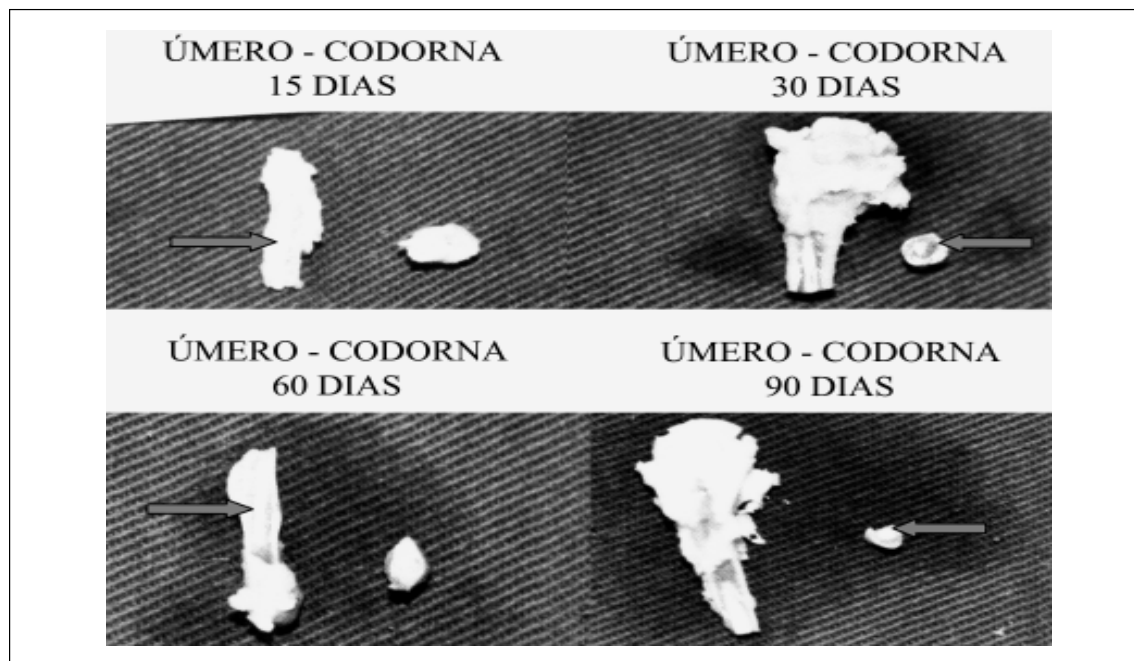 ÚMERO - CODORNA
15 DIAS
ÚMERO - CODORNA
30 DIAS
ÚMERO - CODORNA
60 DIAS
ÚMERO - CODORNA
90 DIAS